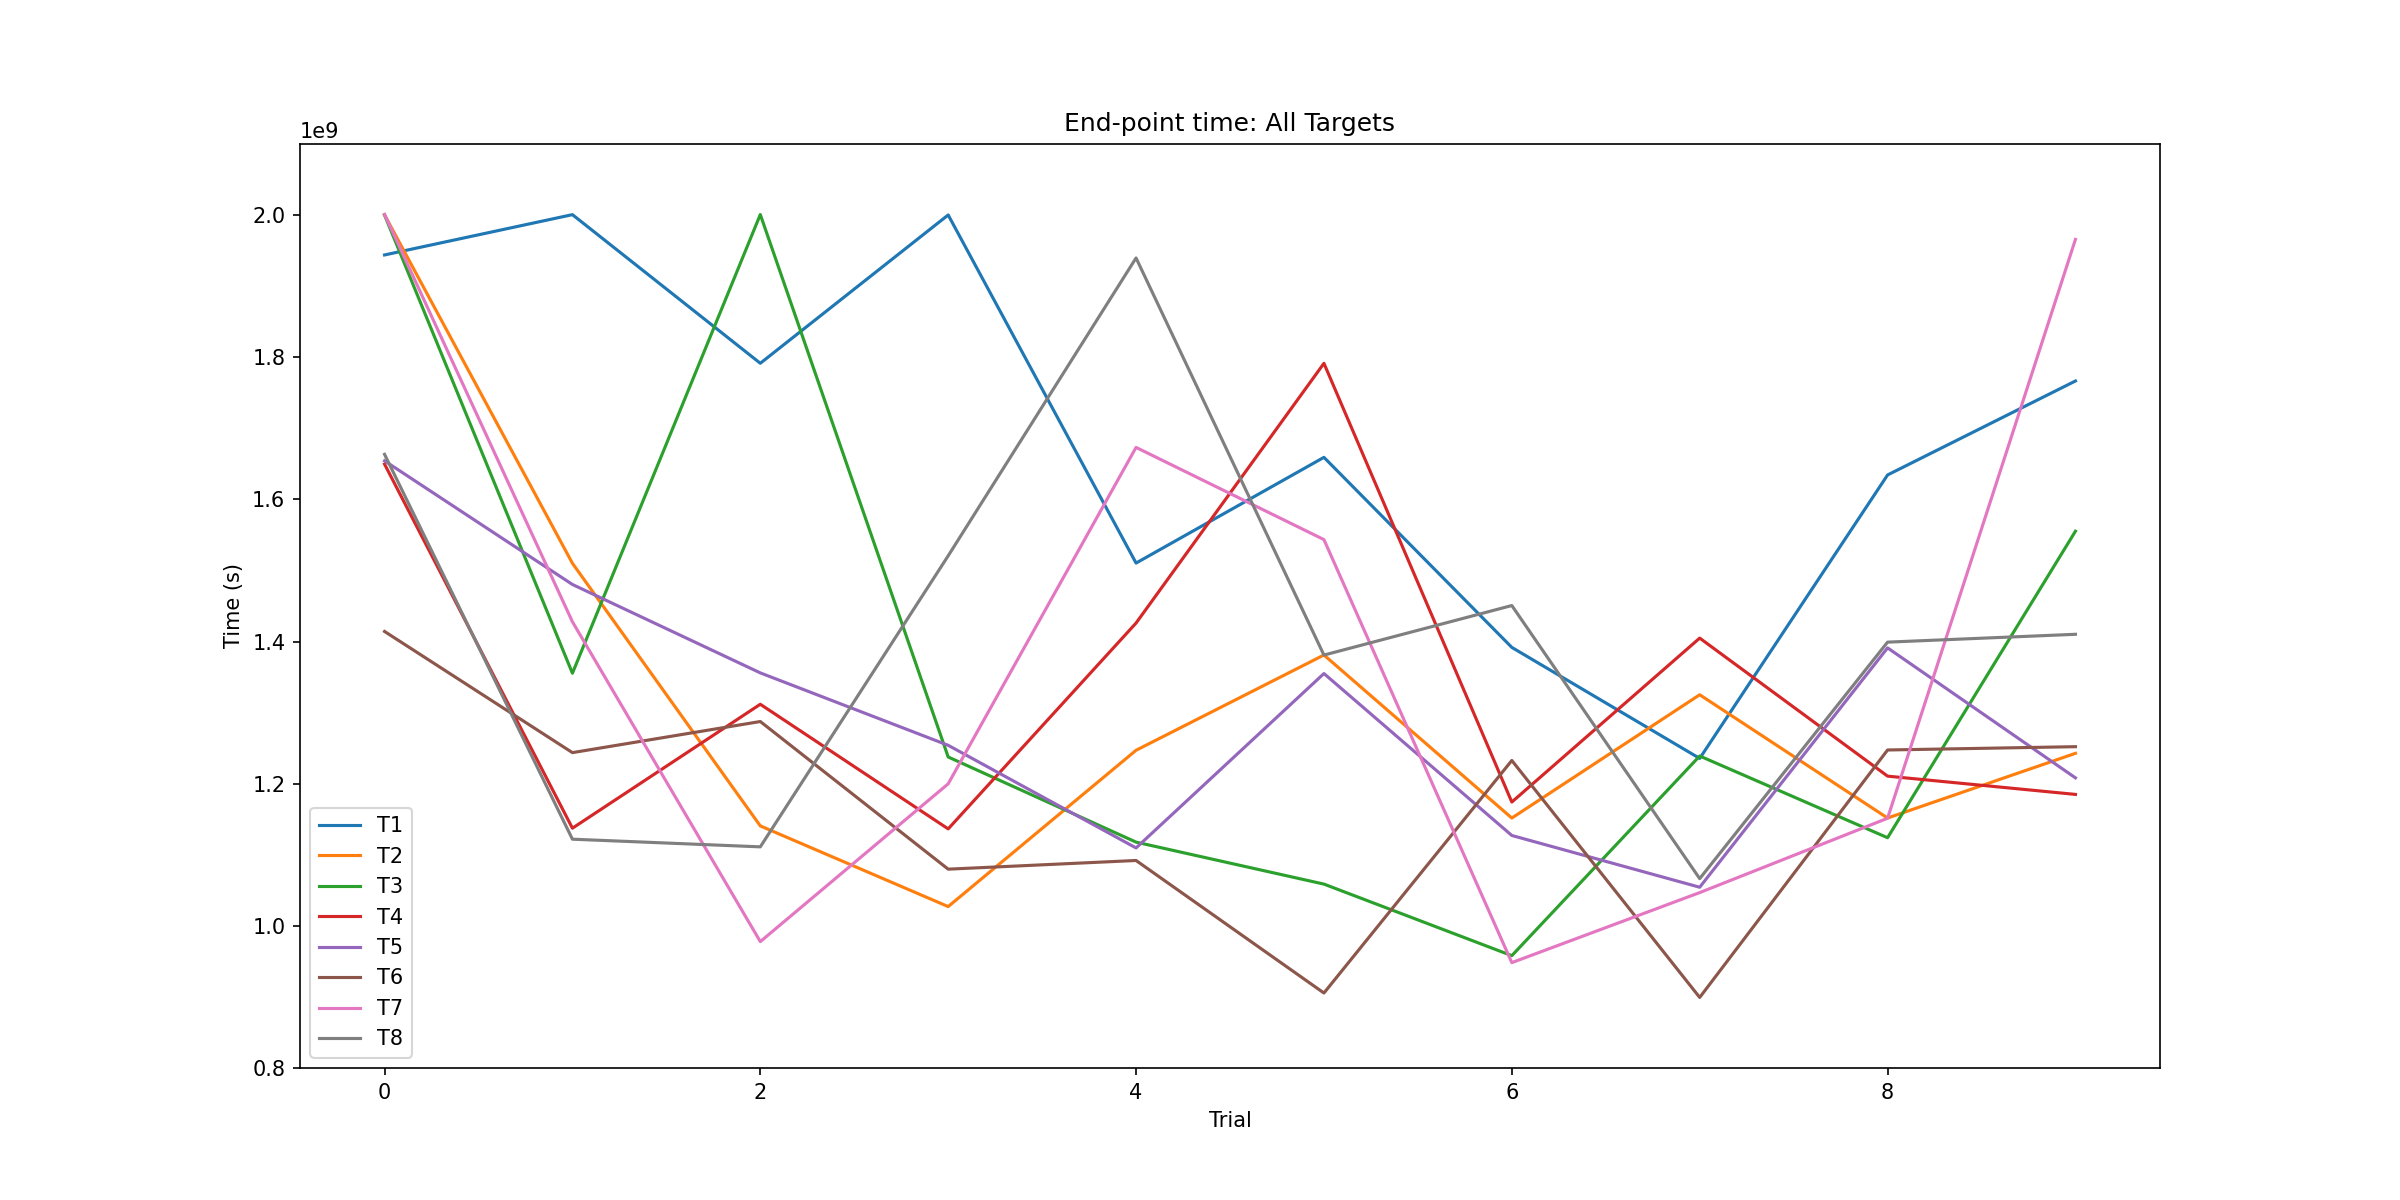 End-point time: All Targets
1e9
2.0
1.8
1.6
1.4
1.2
1.0
0.8
Time (s)
T1
T2
T3
T4
T5
T6
T7
T8
0 2 4 6 8
Trial